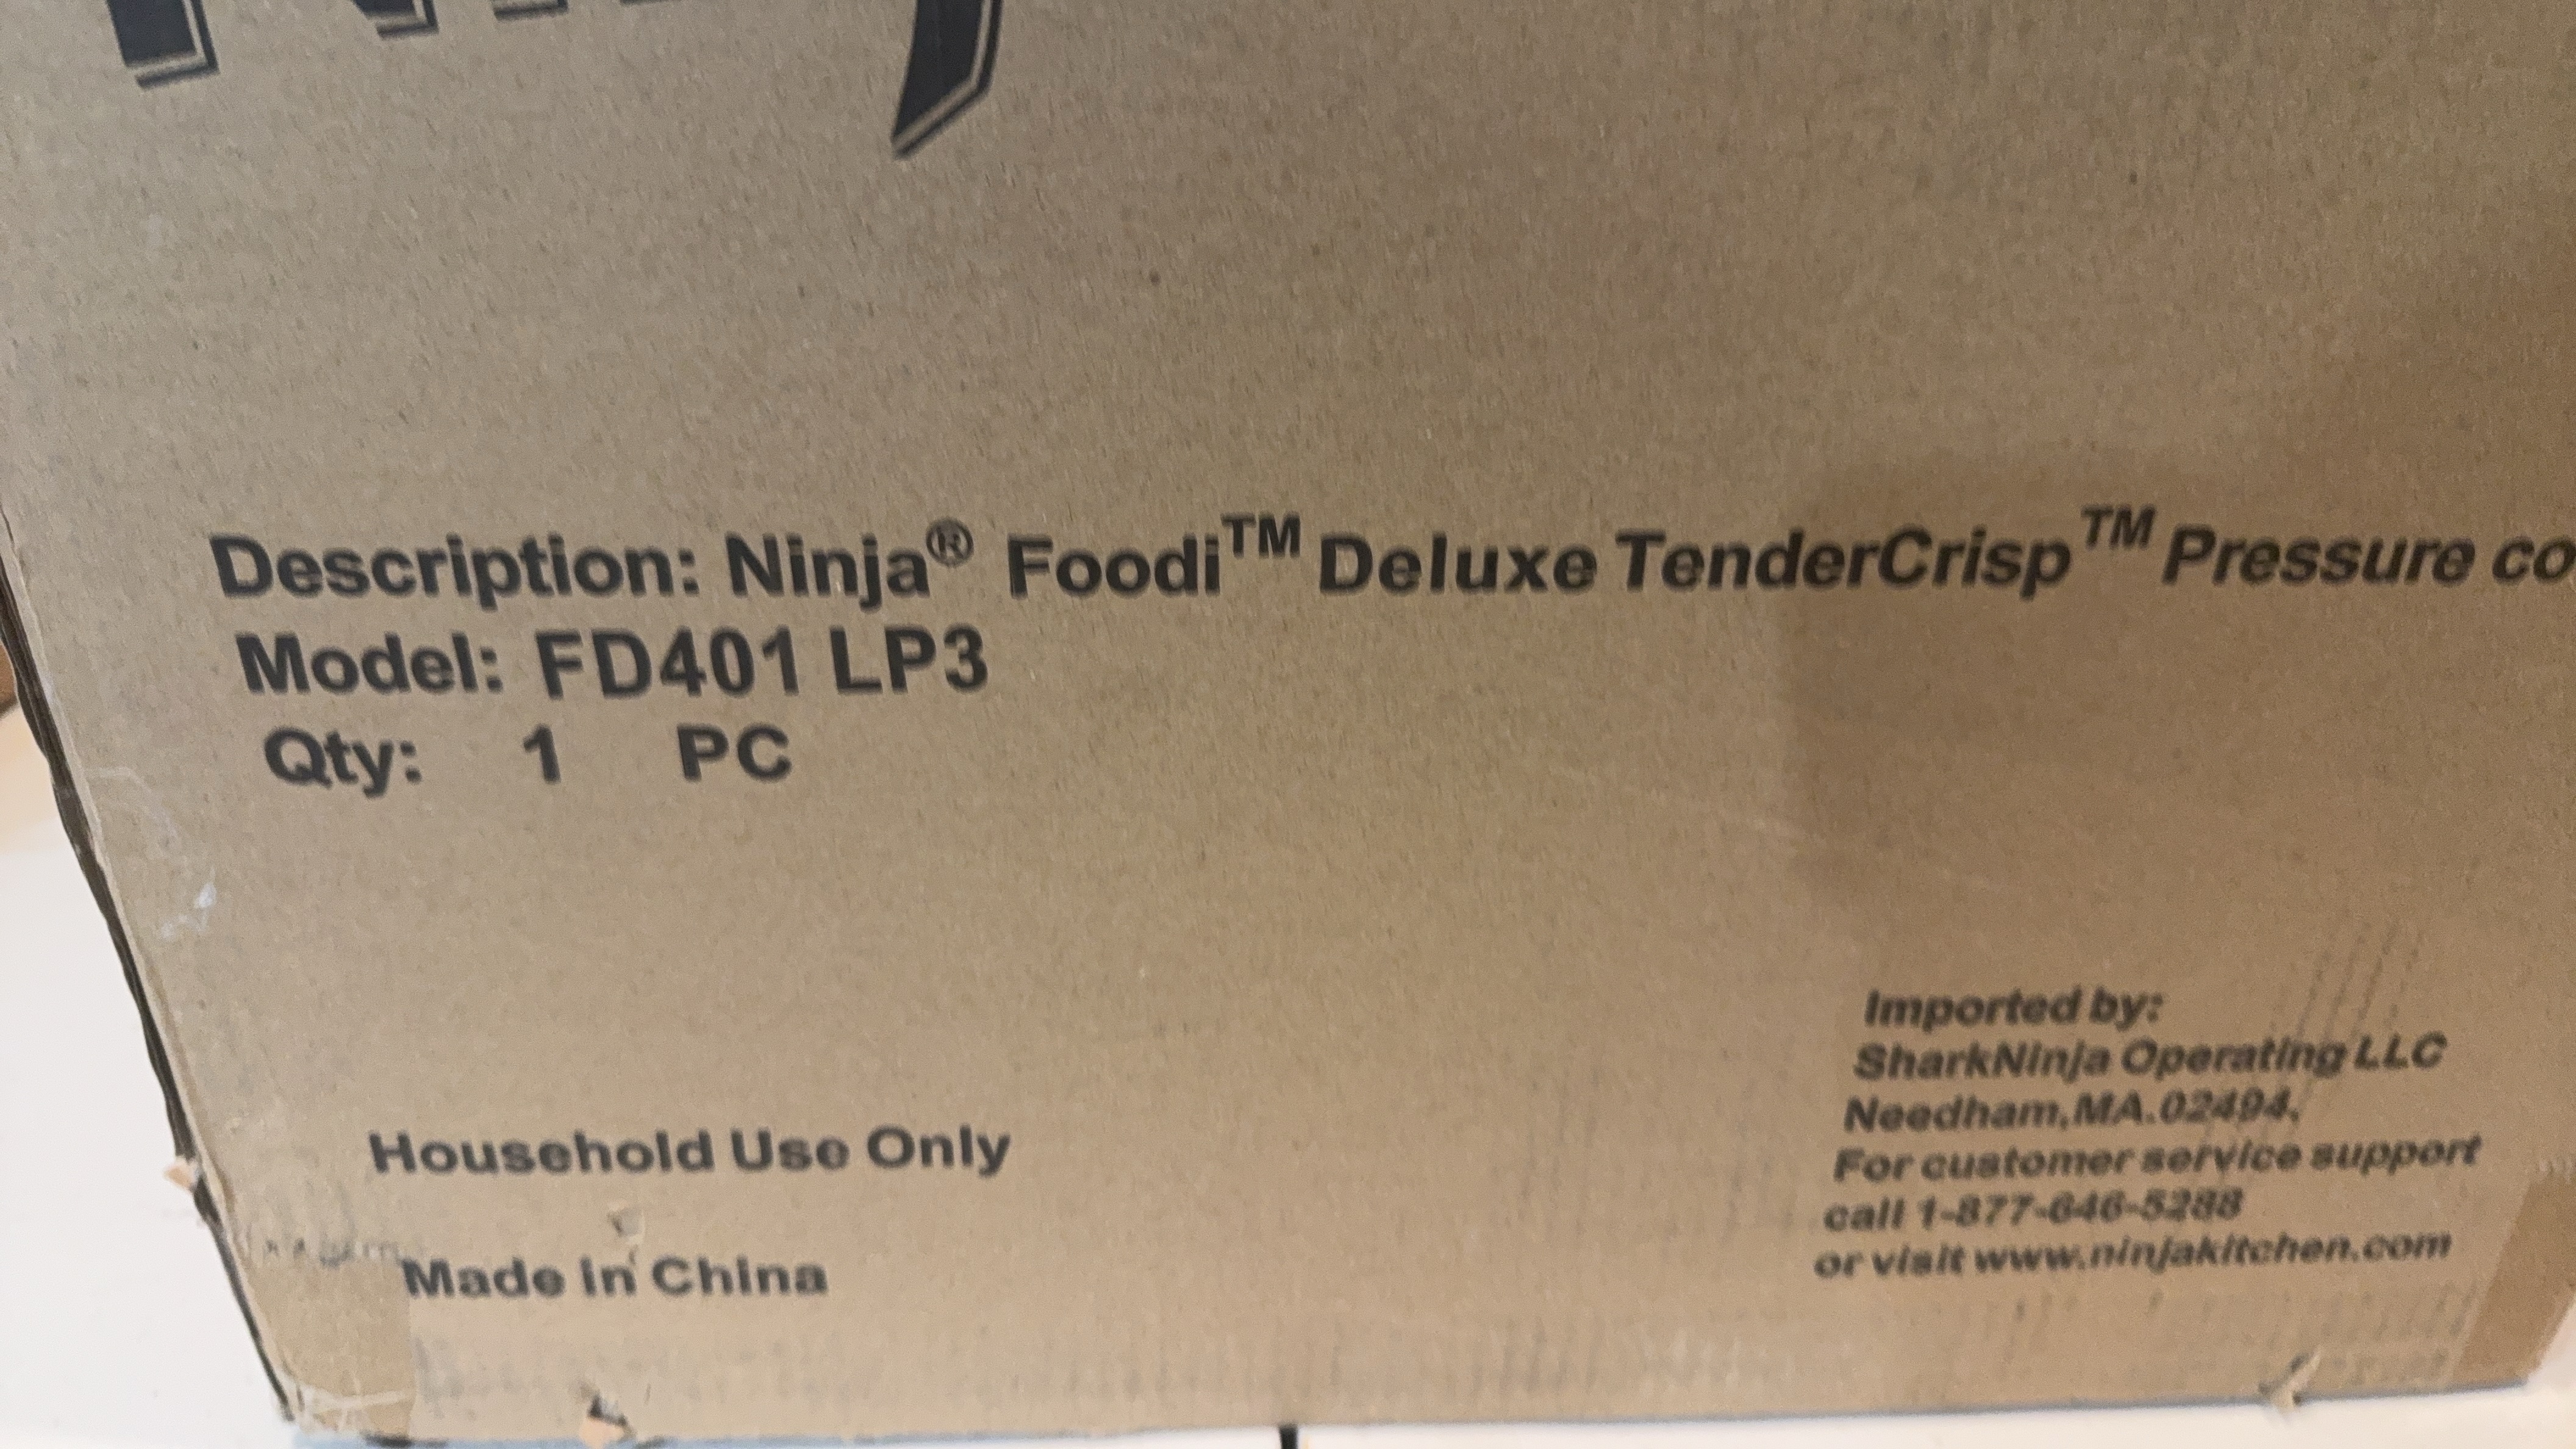 Description: Ninja® Foodi™ Deluxe TenderCrisp™ Pressure co
Model: FD401 LP3
Qty: 1 PC
Imported by:
SharkNinja Operating LLC
Needham,MA.02494,
For customer service support
call 1-877-646-5288
or visit www.ninjakitchen.com
Household Use Only
Made in China